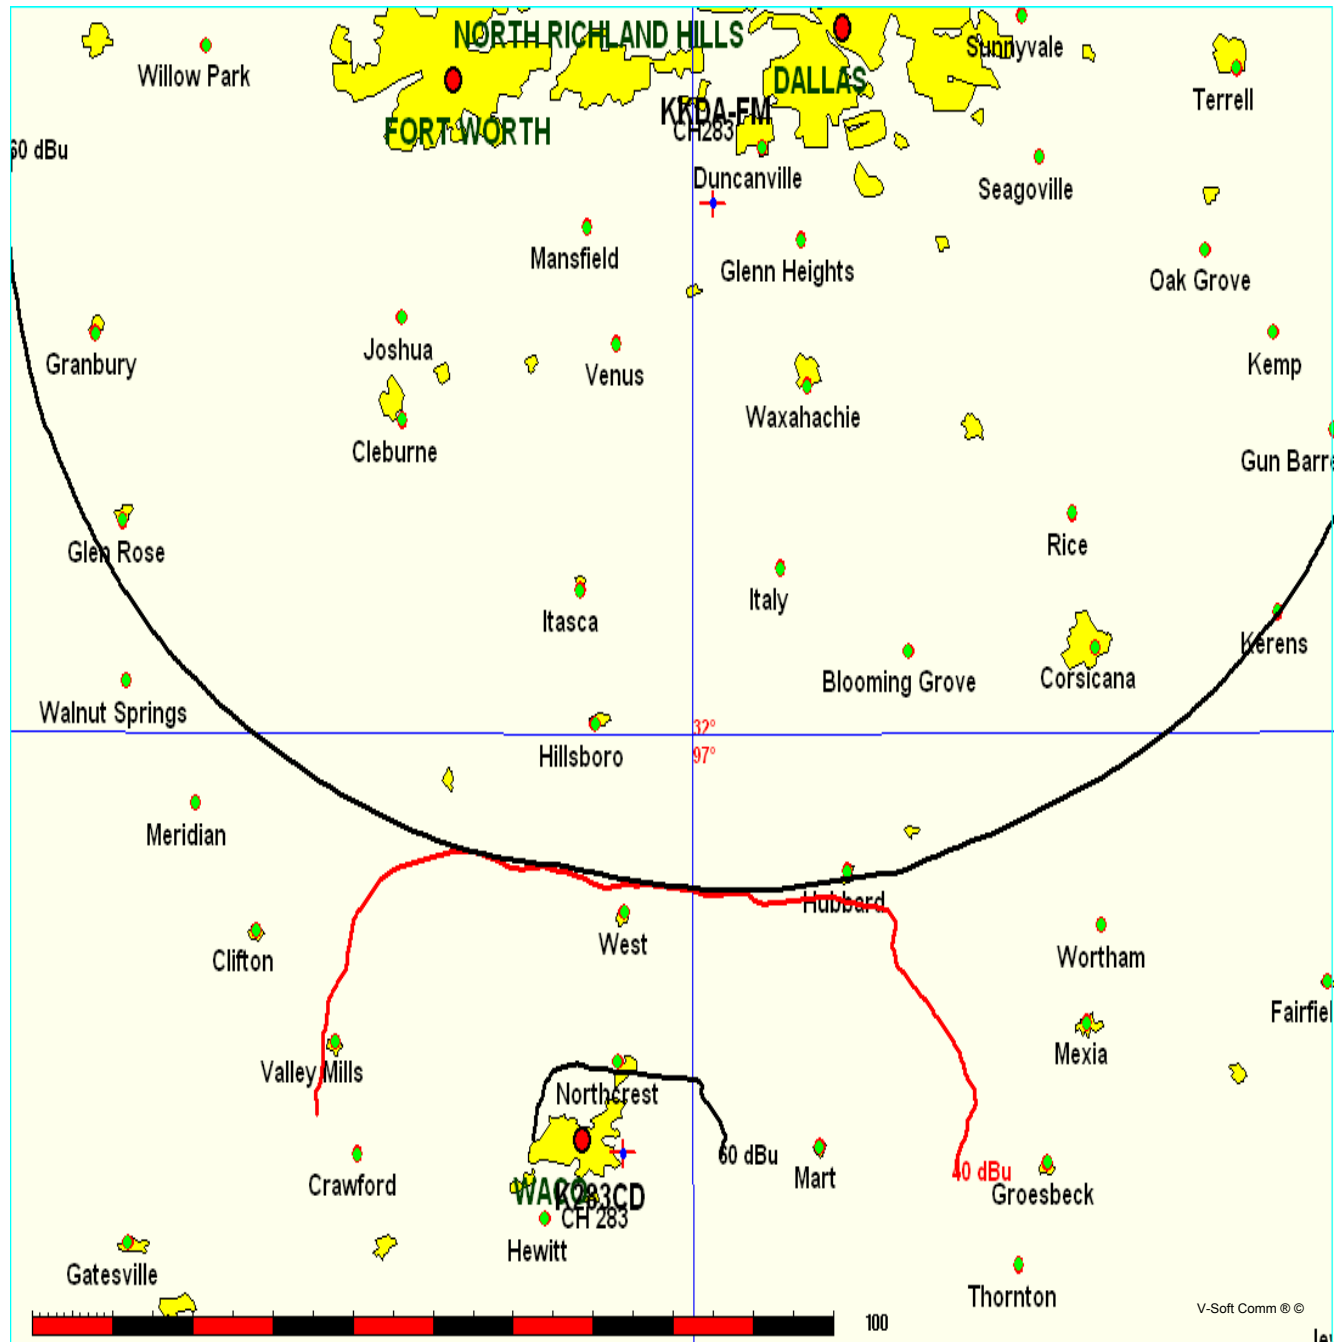 NORTH RICHLAND HILLS
Sunnyvale
Willow Park
DALLAS
Terrell
KKDA-FM
CH283
FORT WORTH
60 dBu
Duncanville
Seagoville
Mansfield
Glenn Heights
Oak Grove
Granbury
Joshua
Venus
Kemp
Waxahachie
Cleburne
Gun Barre
Glen Rose
Rice
Italy
Itasca
Kerens
Blooming Grove
Corsicana
Walnut Springs
32°
97°
Hillsboro
Meridian
Hubbard
West
Clifton
Wortham
Fairfiel
Mexia
Valley Mills
Northcrest
60 dBu
Mart
40 dBu
Crawford
Groesbeck
WACO
K283CD
CH 283
Hewitt
Gatesville
Thornton
V-Soft Comm ® ©
100